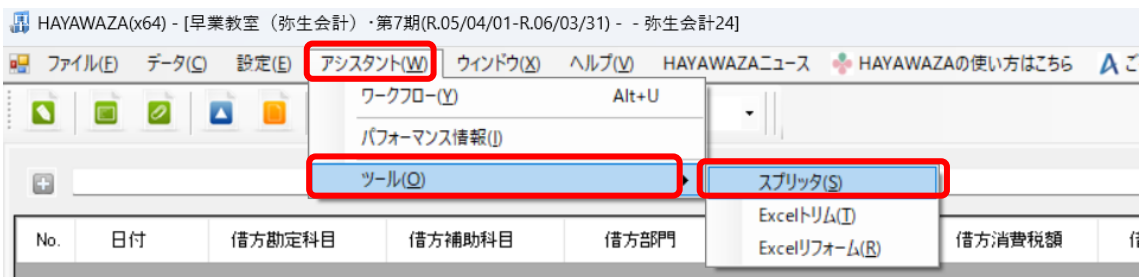 HAYAWAZA(x64) - [早業教室（弥生会計）・第7期(R.05/04/01-R.06/03/31) - - 弥生会計24]
ファイル(F) データ(C) 設定(E) アシスタント(W) ウィンドウ(X) ヘルプ(V) HAYAWAZAニュース HAYAWAZAの使い方はこちら ご
ワークフロー(Y) Alt+U
パフォーマンス情報(I)
ツール(O) スプリッタ(S)
Excelトリム(T)
Excelリフォーム(R)
No. 日付 借方勘定科目 借方補助科目 借方部門 借方消費税額